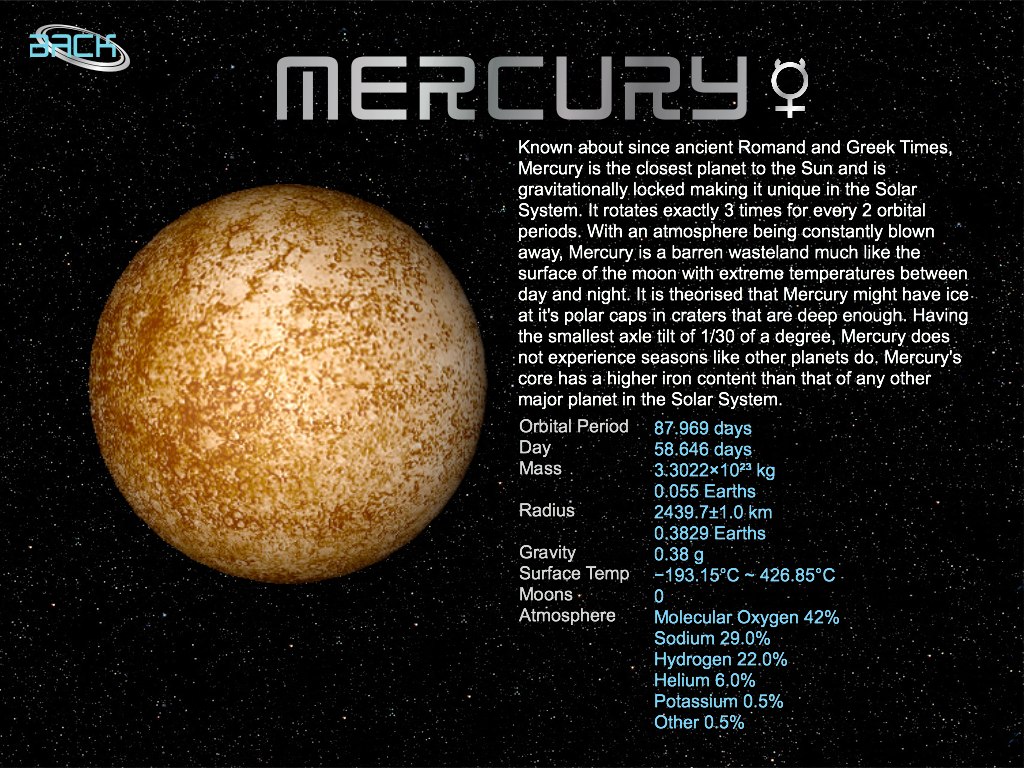 BACK
MERCURY ☿
Known about since ancient Romand and Greek Times,
Mercury is the closest planet to the Sun and is
gravitationally locked making it unique in the Solar
System. It rotates exactly 3 times for every 2 orbital
periods. With an atmosphere being constantly blown
away, Mercury is a barren wasteland much like the
surface of the moon with extreme temperatures between
day and night. It is theorised that Mercury might have ice
at it's polar caps in craters that are deep enough. Having
the smallest axle tilt of 1/30 of a degree, Mercury does
not experience seasons like other planets do. Mercury's
core has a higher iron content than that of any other
major planet in the Solar System.
Orbital Period 87.969 days
Day 58.646 days
Mass 3.3022×10²³ kg
0.055 Earths
Radius 2439.7±1.0 km
0.3829 Earths
Gravity 0.38 g
Surface Temp −193.15°C ~ 426.85°C
Moons 0
Atmosphere Molecular Oxygen 42%
Sodium 29.0%
Hydrogen 22.0%
Helium 6.0%
Potassium 0.5%
Other 0.5%